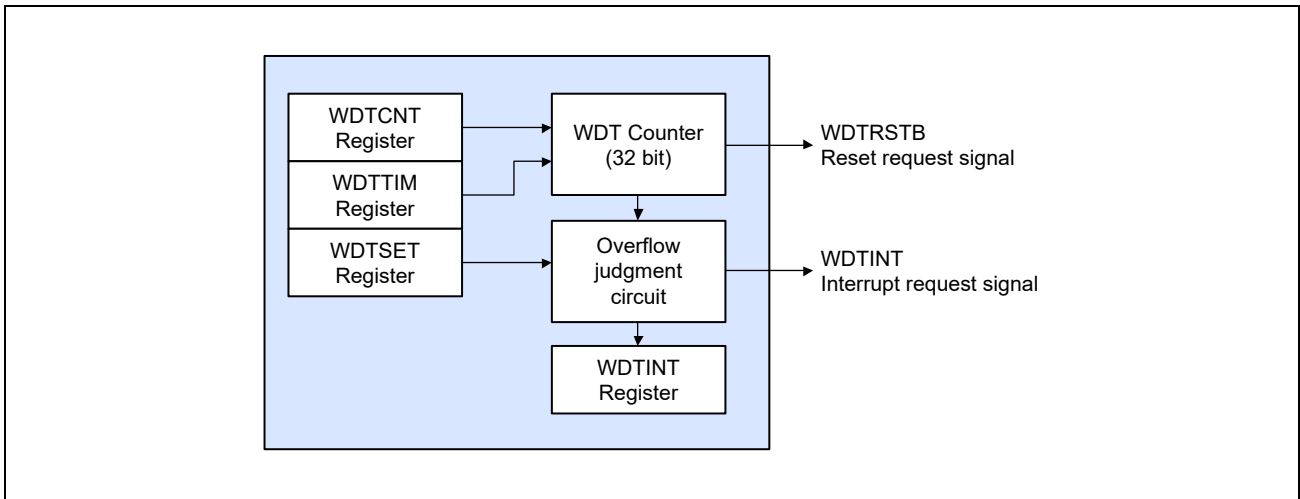 WDTCNT
Register
WDTTIM
Register
WDTSET
Register
WDT Counter
(32 bit)
Overflow
judgment
circuit
WDTINT
Register
WDTRSTB
Reset request signal
WDTINT
Interrupt request signal